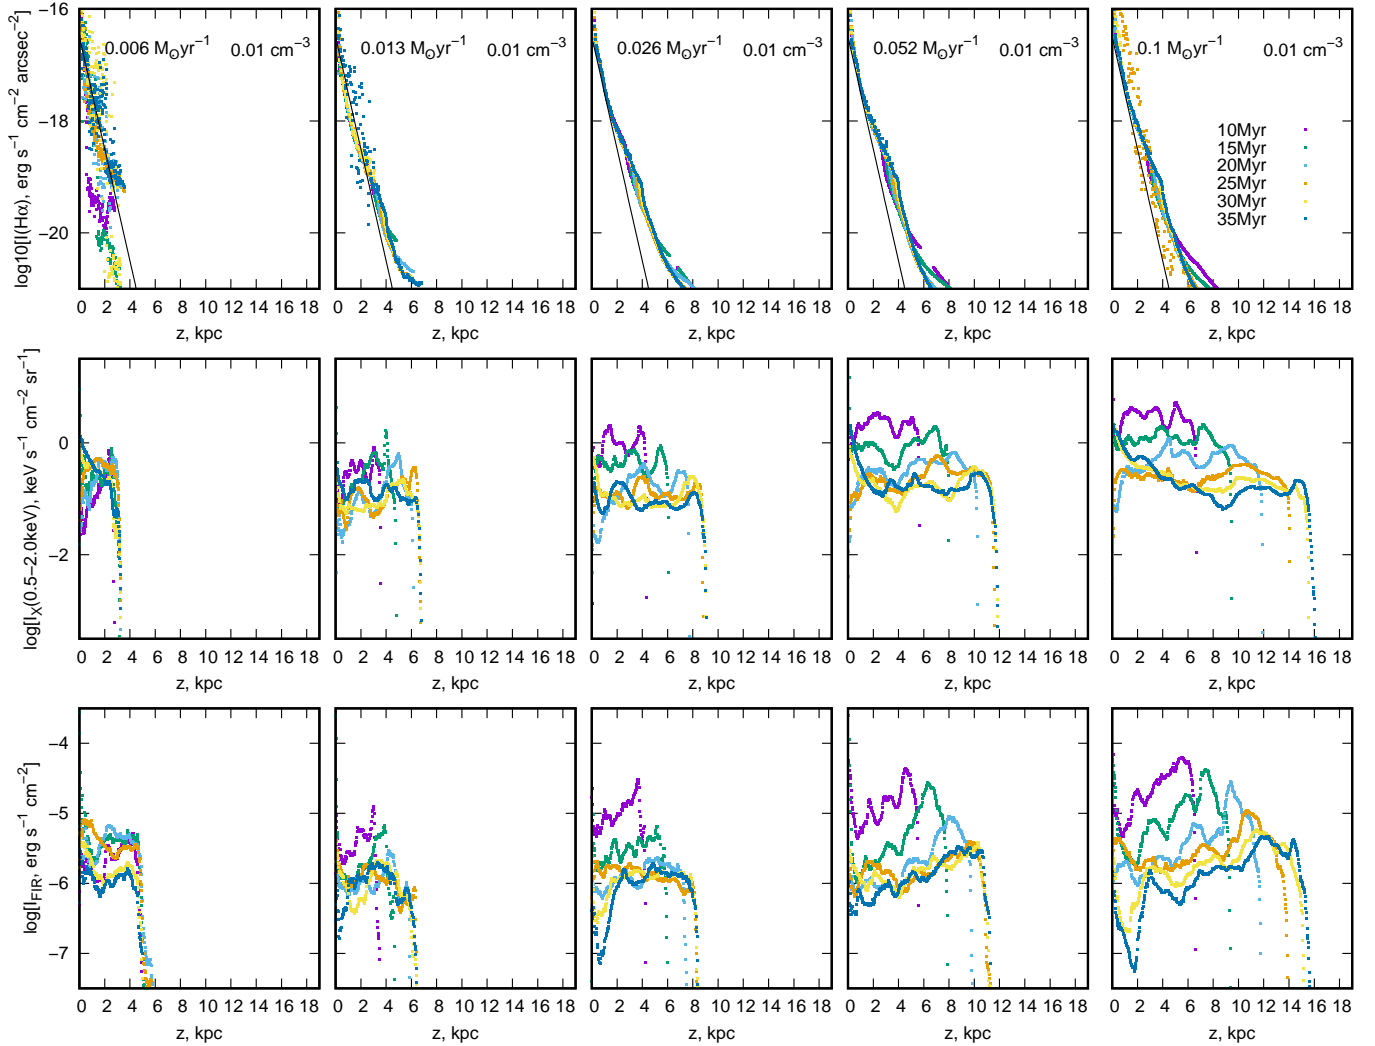 −16
−18
−20
log10[I(Hα), erg s−1 cm−2 arcsec−2]
0.006 M⊙yr−1 0.01 cm−3
0.013 M⊙yr−1 0.01 cm−3
0.026 M⊙yr−1 0.01 cm−3
0.052 M⊙yr−1 0.01 cm−3
0.1 M⊙yr−1 0.01 cm−3
10Myr
15Myr
20Myr
25Myr
30Myr
35Myr
0 2 4 6 8 10 12 14 16 18
0 2 4 6 8 10 12 14 16 18
0 2 4 6 8 10 12 14 16 18
0 2 4 6 8 10 12 14 16 18
0 2 4 6 8 10 12 14 16 18
z, kpc
z, kpc
z, kpc
z, kpc
z, kpc
0
−2
log[IX(0.5−2.0keV), keV s−1 cm−2 sr−1]
0 2 4 6 8 10 12 14 16 18
0 2 4 6 8 10 12 14 16 18
0 2 4 6 8 10 12 14 16 18
0 2 4 6 8 10 12 14 16 18
0 2 4 6 8 10 12 14 16 18
z, kpc
z, kpc
z, kpc
z, kpc
z, kpc
−4
−5
−6
−7
log[IFIR, erg s−1 cm−2]
0 2 4 6 8 10 12 14 16 18
0 2 4 6 8 10 12 14 16 18
0 2 4 6 8 10 12 14 16 18
0 2 4 6 8 10 12 14 16 18
0 2 4 6 8 10 12 14 16 18
z, kpc
z, kpc
z, kpc
z, kpc
z, kpc